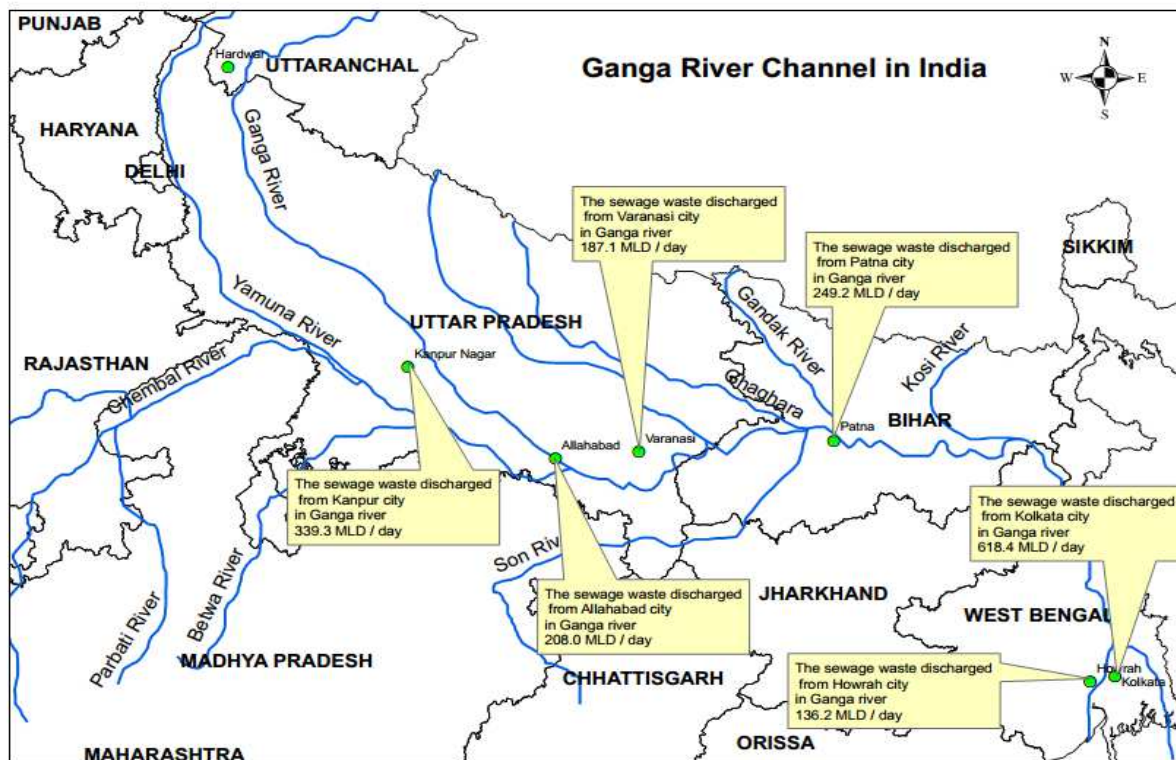 PUNJAB
Hardwar
UTTARANCHAL
Ganga River Channel in India
N
W E
S
HARYANA
DELHI
Ganga River
The sewage waste discharged
from Varanasi city
in Ganga river
187.1 MLD / day
The sewage waste discharged
from Patna city
in Ganga river
249.2 MLD / day
SIKKIM
Yamuna River
UTTAR PRADESH
Gandak River
Kosi River
RAJASTHAN
Chembal River
Kanpur Nagar
Ghaghara
BIHAR
Patna
Allahabad
Varanasi
The sewage waste discharged
from Kanpur city
in Ganga river
339.3 MLD / day
The sewage waste discharged
from Kolkata city
in Ganga river
618.4 MLD / day
Son Riv
Betwa River
Parbati River
The sewage waste discharged
from Allahabad city
in Ganga river
208.0 MLD / day
JHARKHAND
WEST BENGAL
MADHYA PRADESH
CHHATTISGARH
The sewage waste discharged
from Howrah city
in Ganga river
136.2 MLD / day
Howrah
Kolkata
ORISSA
MAHARASHTRA